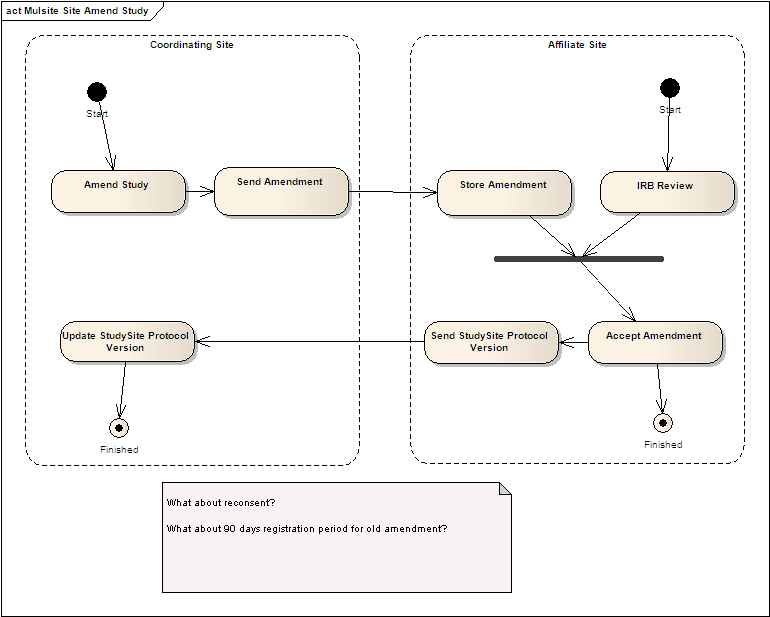 act Mulsite Site Amend Study
Coordinating Site
Affiliate Site
Start
Start
Amend Study
Send Amendment
Store Amendment
IRB Review
Update StudySite Protocol
Version
Send StudySite Protocol
Version
Accept Amendment
Finished
Finished
What about reconsent?
What about 90 days registration period for old amendment?